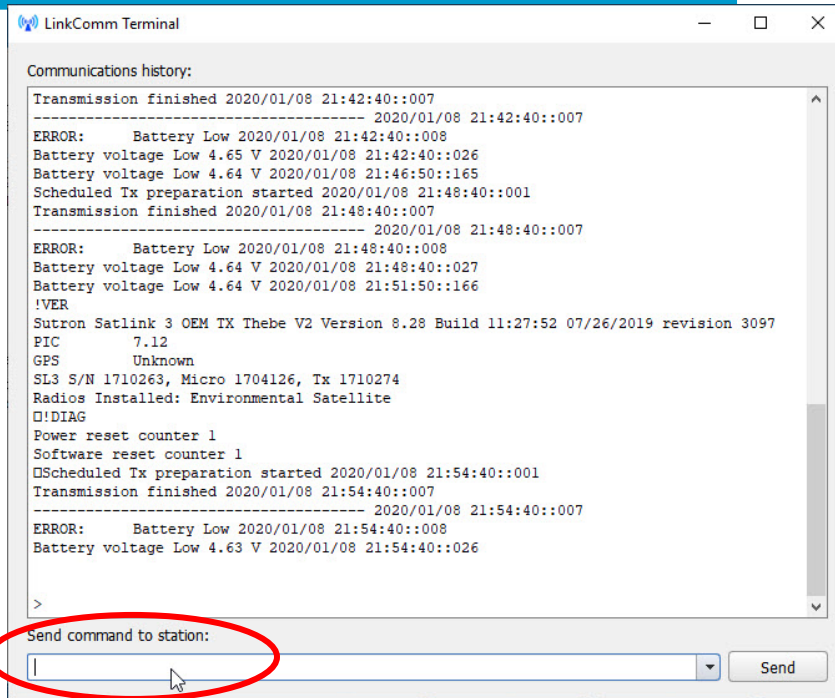 LinkComm Terminal
Communications history:
Transmission finished 2020/01/08 21:42:40::007
--------------------------------------- 2020/01/08 21:42:40::007
ERROR: Battery Low 2020/01/08 21:42:40::008
Battery voltage Low 4.65 V 2020/01/08 21:42:40::026
Battery voltage Low 4.64 V 2020/01/08 21:46:50::165
Scheduled Tx preparation started 2020/01/08 21:48:40::001
Transmission finished 2020/01/08 21:48:40::007
--------------------------------------- 2020/01/08 21:48:40::007
ERROR: Battery Low 2020/01/08 21:48:40::008
Battery voltage Low 4.64 V 2020/01/08 21:48:40::027
Battery voltage Low 4.64 V 2020/01/08 21:51:50::166
!VER
Sutron Satlink 3 OEM TX Thebe V2 Version 8.28 Build 11:27:52 07/26/2019 revision 3097
PIC 7.12
GPS Unknown
SL3 S/N 1710263, Micro 1704126, Tx 1710274
Radios Installed: Environmental Satellite
□!DIAG
Power reset counter 1
Software reset counter 1
□Scheduled Tx preparation started 2020/01/08 21:54:40::001
Transmission finished 2020/01/08 21:54:40::007
--------------------------------------- 2020/01/08 21:54:40::007
ERROR: Battery Low 2020/01/08 21:54:40::008
Battery voltage Low 4.63 V 2020/01/08 21:54:40::026
>
Send command to station:
Send